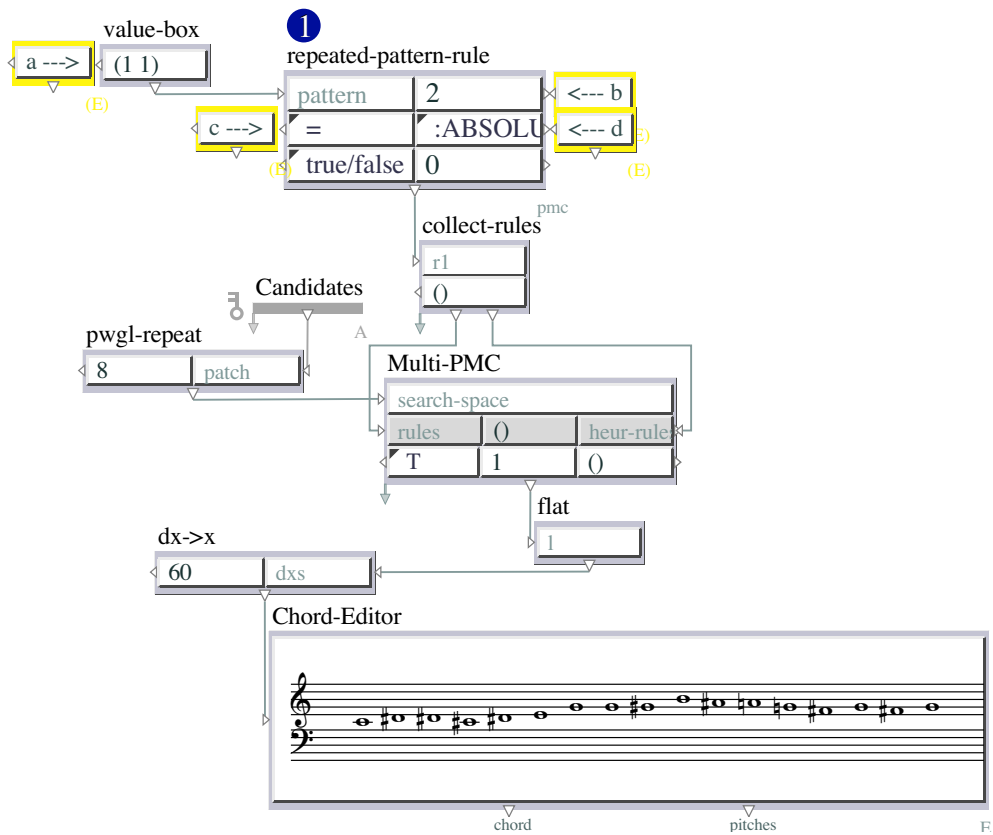 1
value-box
a --->
(1 1)
(E)
repeated-pattern-rule
pattern
2
<--- b
c --->
=
:ABSOLU
<--- d
(E)
true/false
0
(E)
(E)
pmc
collect-rules
r1
()
Candidates
A
pwgl-repeat
8
patch
Multi-PMC
search-space
rules
()
heur-rule
T
1
()
flat
1
dx->x
60
dxs
Chord-Editor
chord
pitches
E